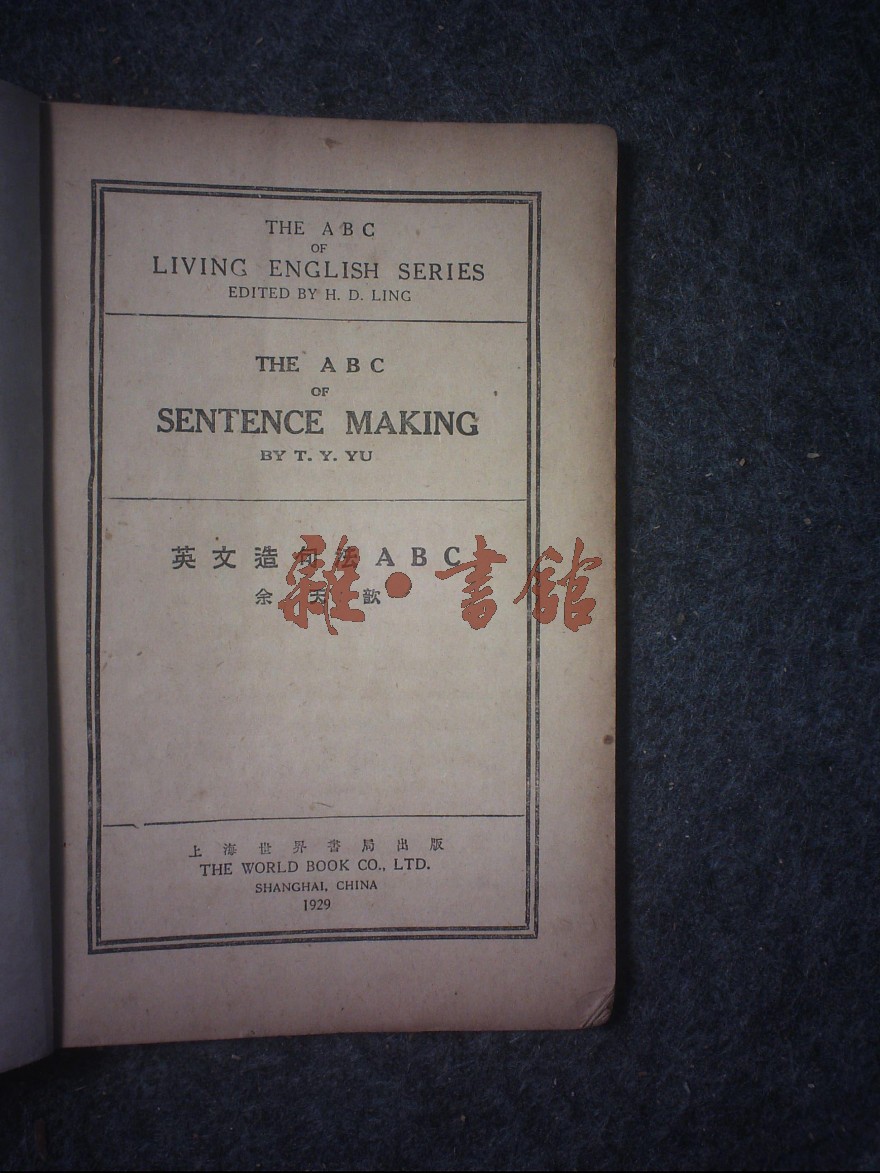 THE ABC
OF
LIVING ENGLISH SERIES
EDITED BY H. D. LING
THE ABC
OF
SENTENCE MAKING
BY T. Y. YU
英文造句法ABC
余天歆
雜·書館
上海世界書局出版
THE WORLD BOOK CO., LTD.
SHANGHAI, CHINA
1929